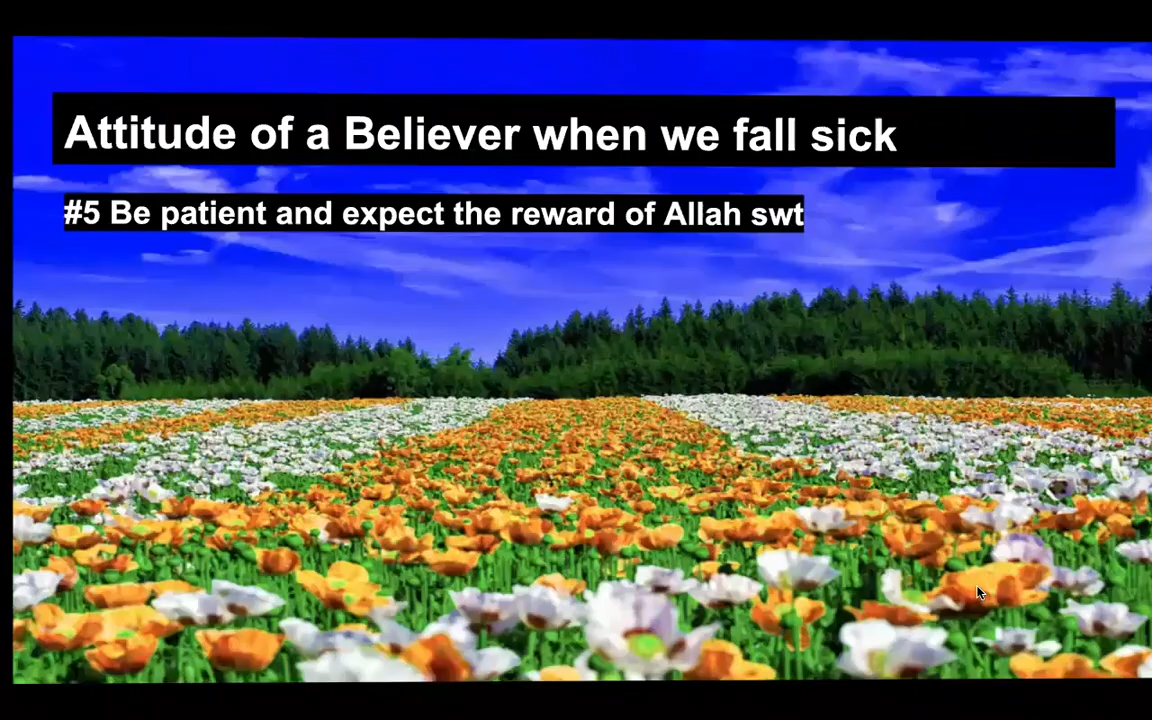 Attitude of a Believer when we fall sick
#5 Be patient and expect the reward of Allah swt